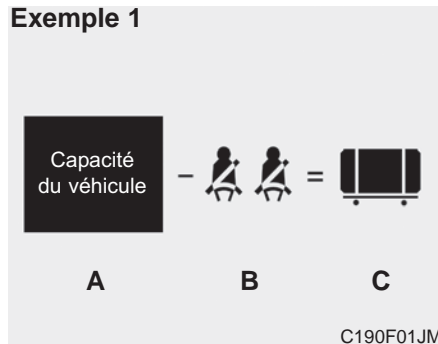 Exemple 1
Capacité
du véhicule
- =
A B C
C190F01JM